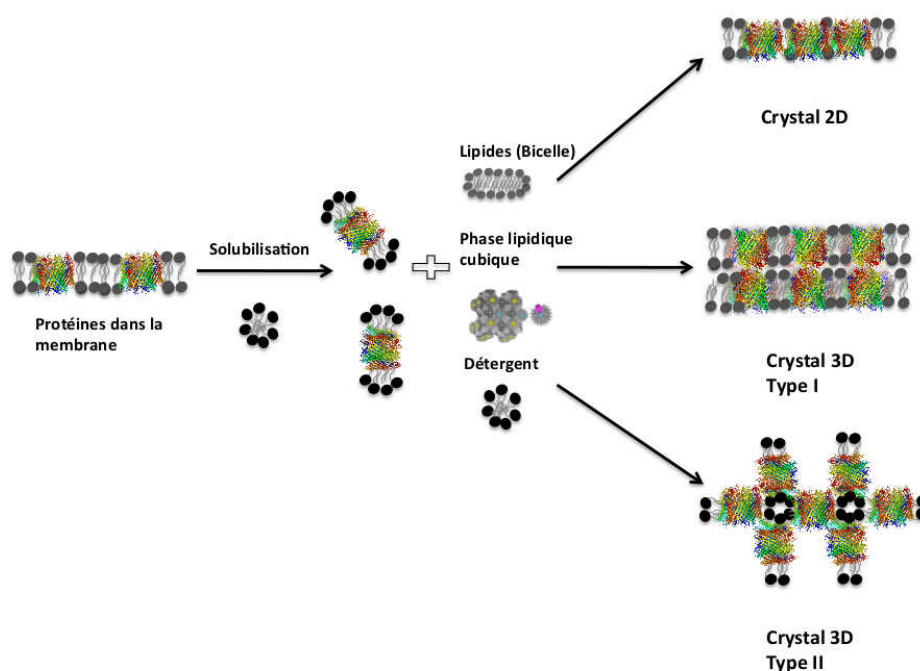 Protéines dans la
membrane
Solubilisation
Lipides (Bicelle)
Phase lipidique
cubique
Détergent
Crystal 2D
Crystal 3D
Type I
Crystal 3D
Type II